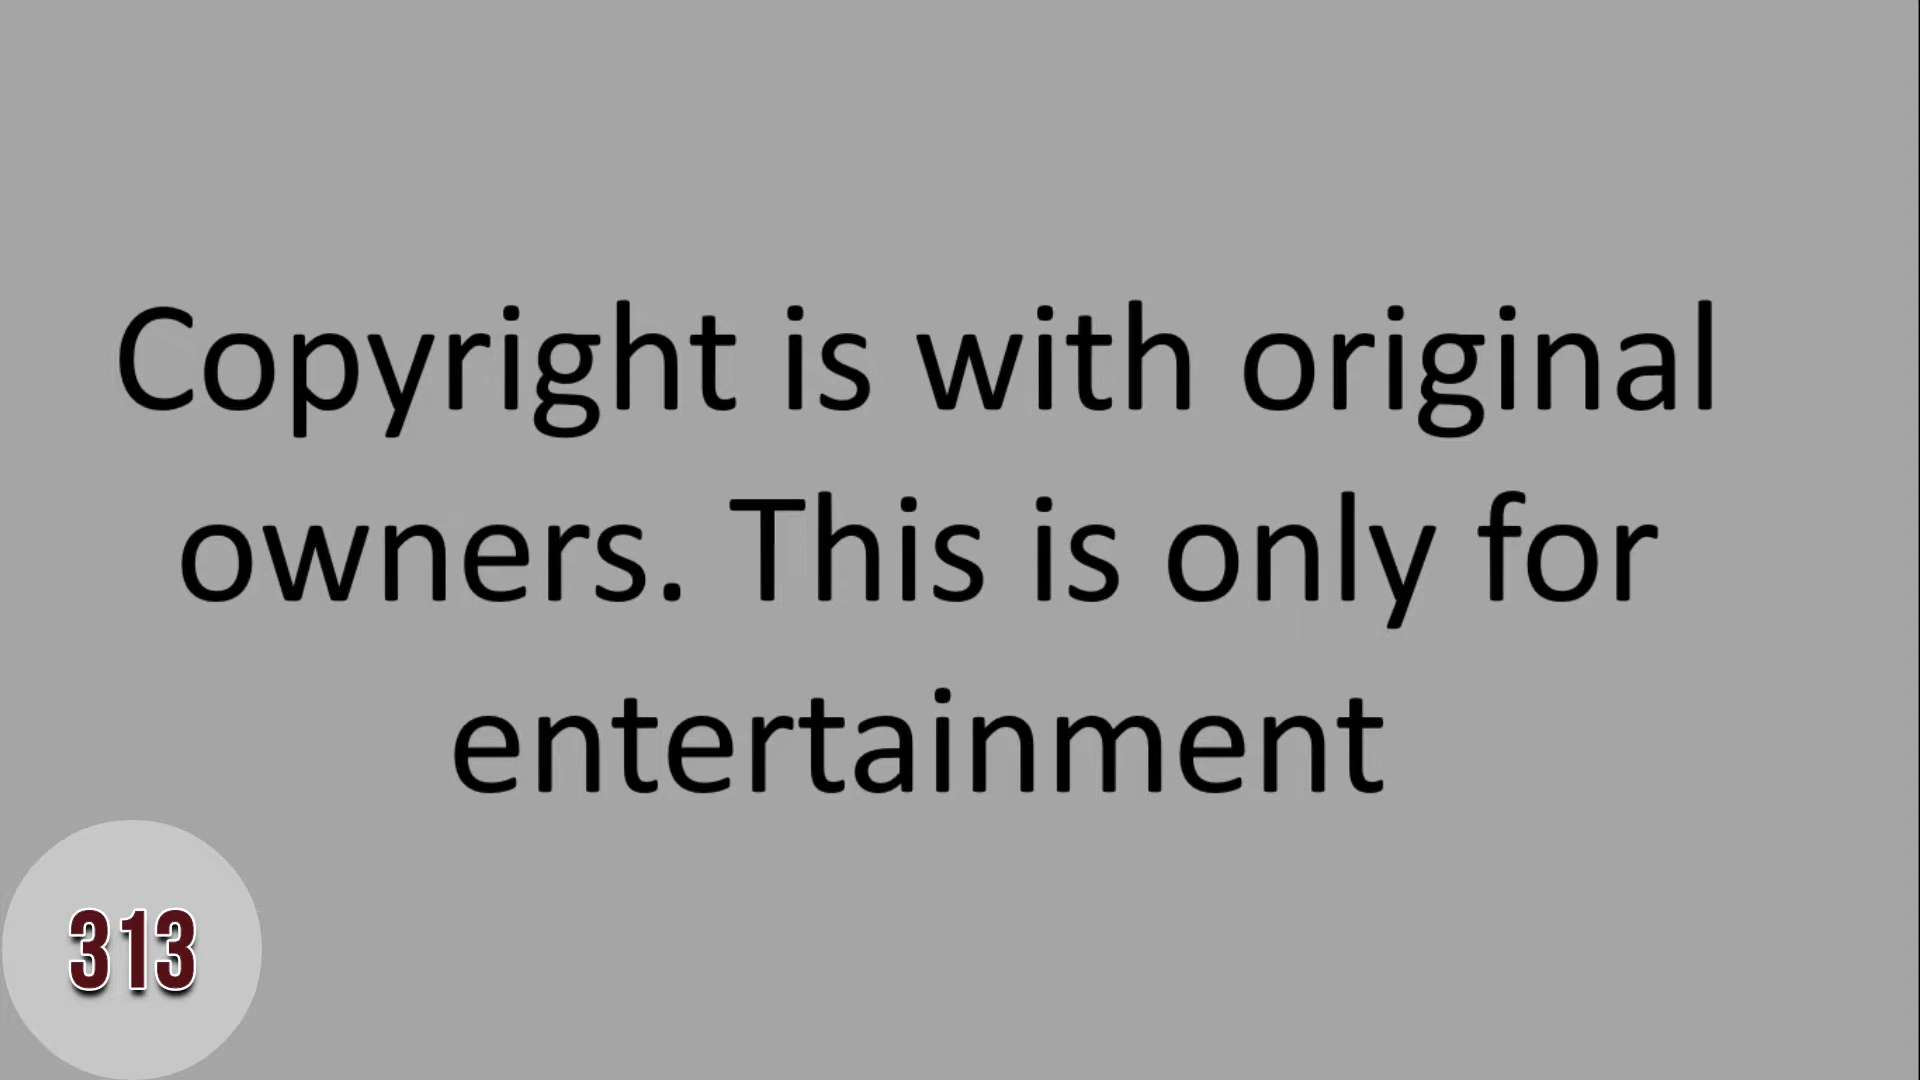 Copyright is with original
owners. This is only for
entertainment
313